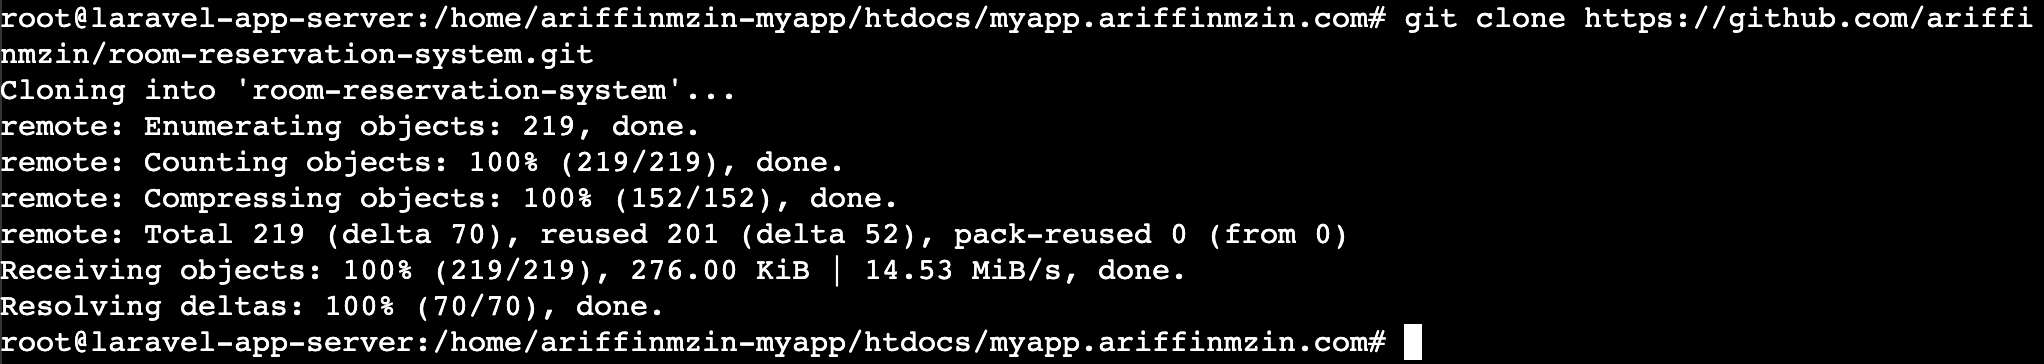 root@laravel-app-server:/home/ariffinmzin-myapp/htdocs/myapp.ariffinmzin.com# git clone https://github.com/ariffi
nmzin/room-reservation-system.git
Cloning into 'room-reservation-system'...
remote: Enumerating objects: 219, done.
remote: Counting objects: 100% (219/219), done.
remote: Compressing objects: 100% (152/152), done.
remote: Total 219 (delta 70), reused 201 (delta 52), pack-reused 0 (from 0)
Receiving objects: 100% (219/219), 276.00 KiB | 14.53 MiB/s, done.
Resolving deltas: 100% (70/70), done.
root@laravel-app-server:/home/ariffinmzin-myapp/htdocs/myapp.ariffinmzin.com#